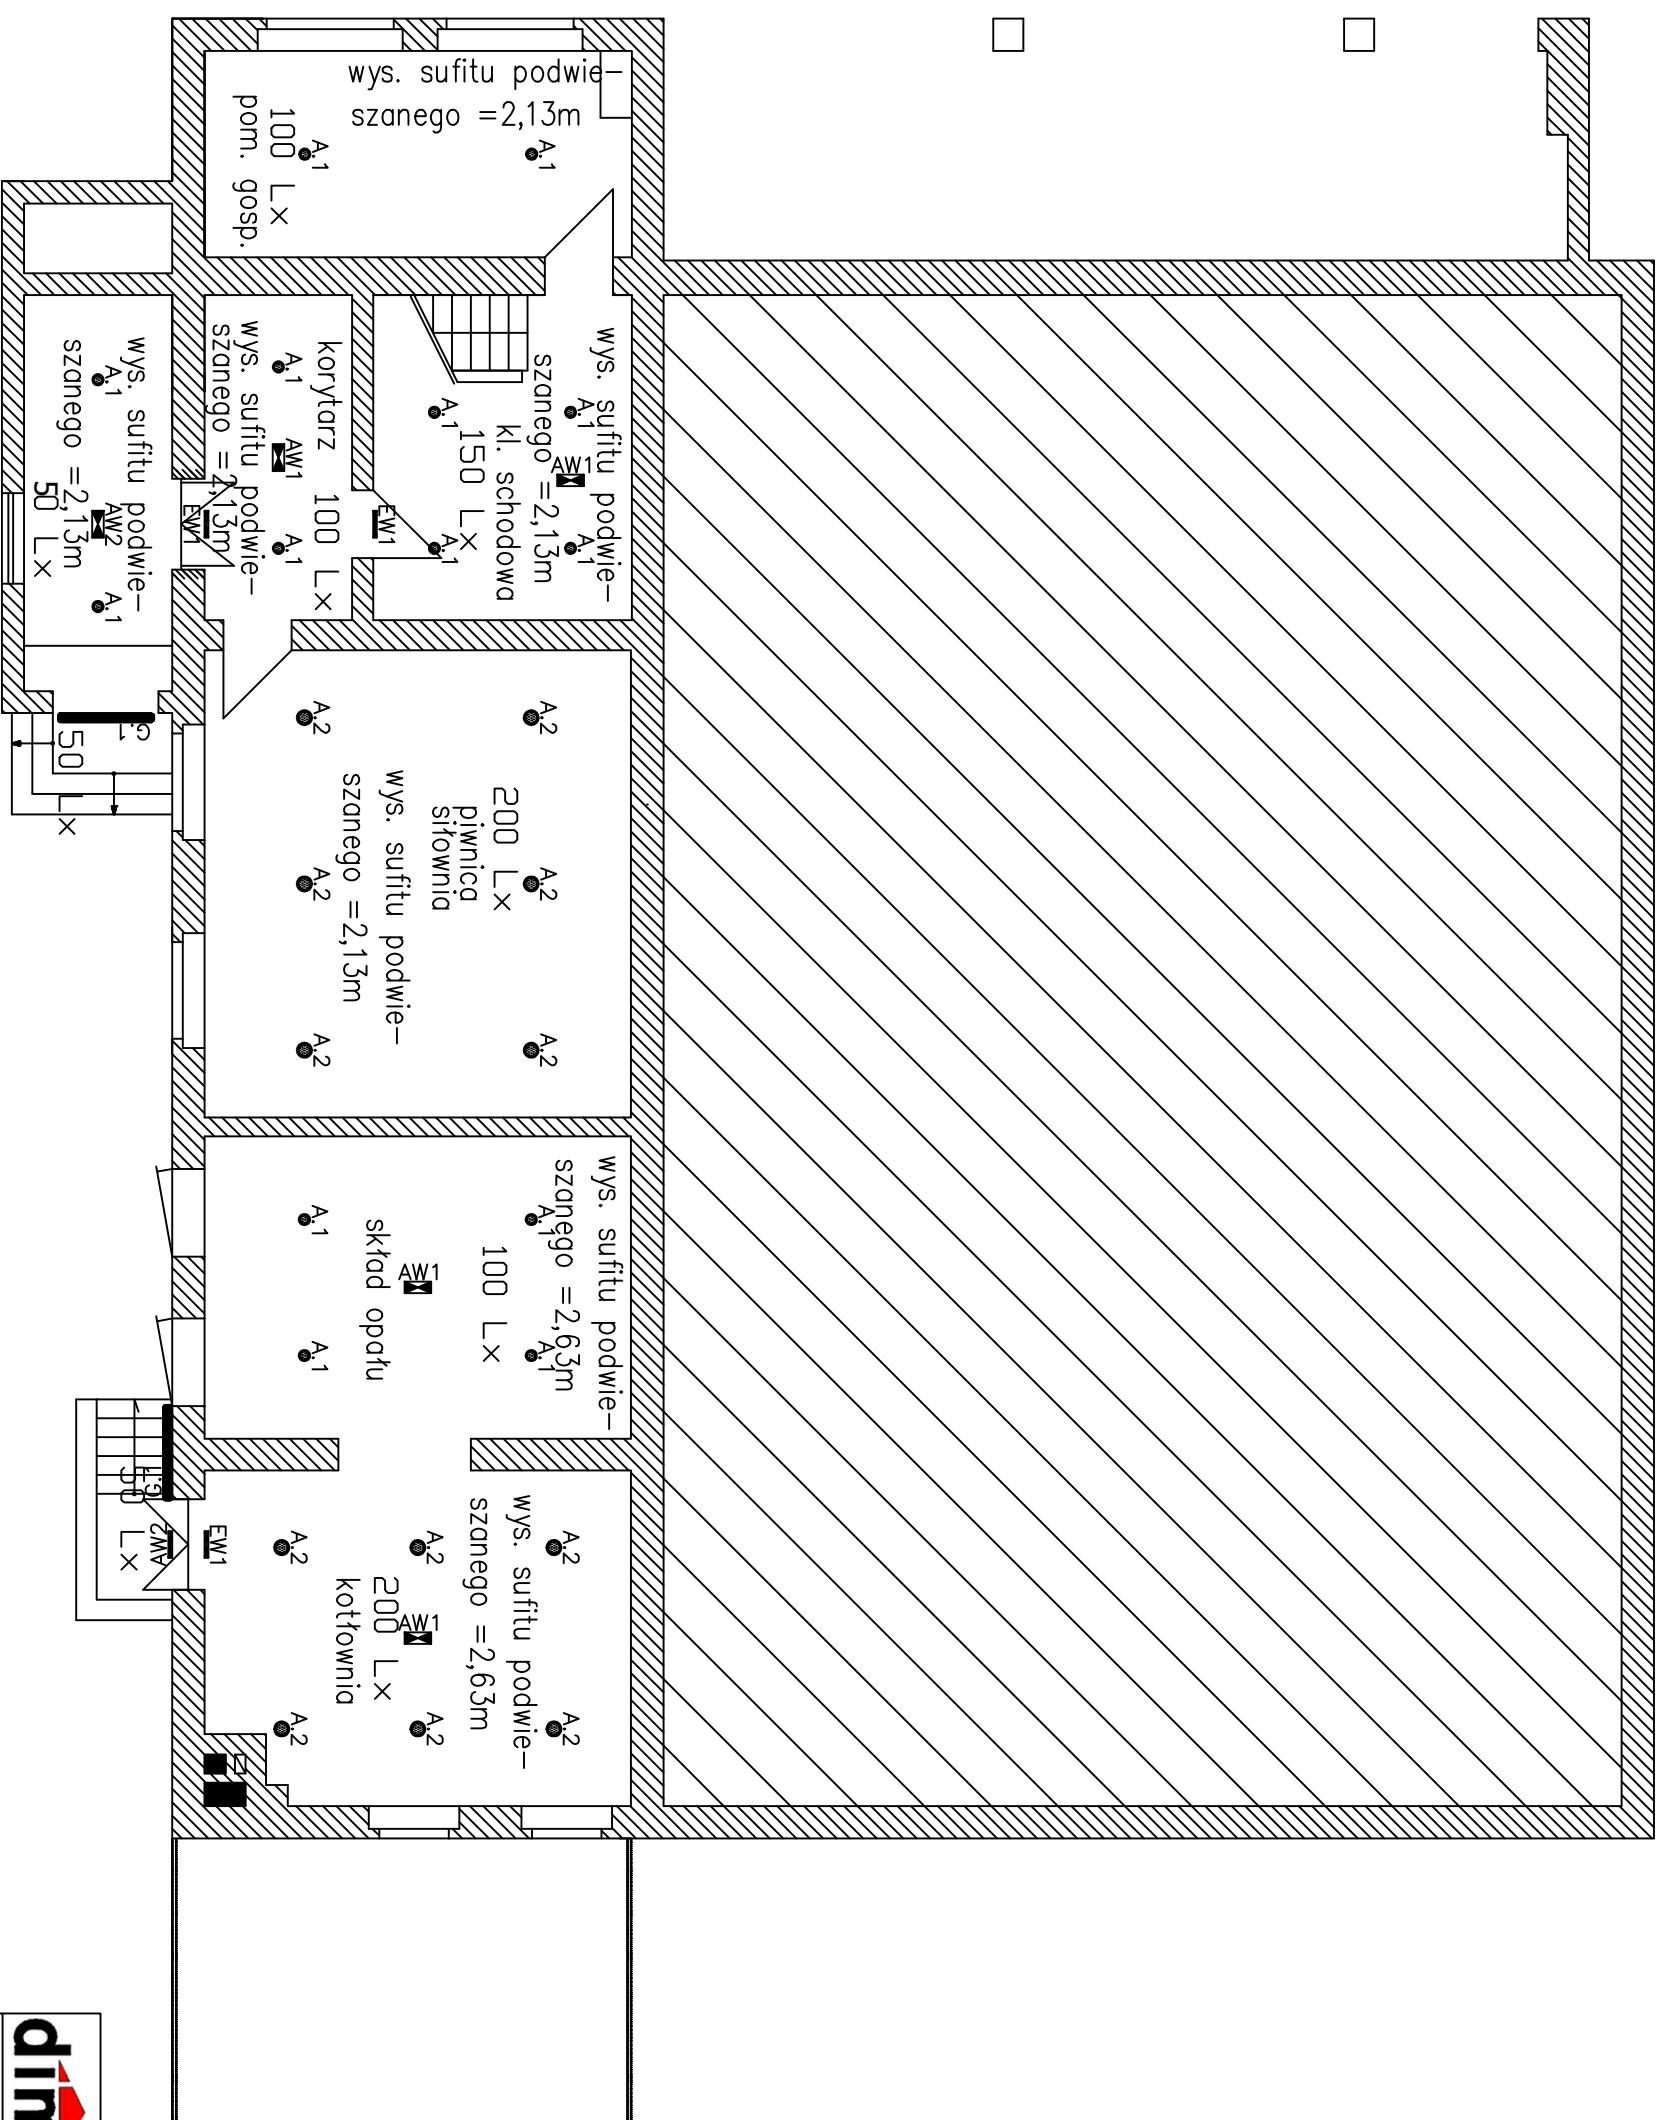 wys. sufitu podwie-
szanego =2,13m
100 Lx
pom. gosp.
A.1
A.1
wys. sufitu podwie-
szanego =2,13m
kl. schodowa
150 Lx
A.1
A.1
A.1
A.1
AW1
EW1
korytarz
100 Lx
wys. sufitu podwie-
szanego =2,13m
A.1
A.1
AW1
EW1
wys. sufitu podwie-
szanego =2,13m
50 Lx
A.1
A.1
AW2
G.1
50 Lx
200 Lx
piwnica
siłownia
wys. sufitu podwie-
szanego =2,13m
A.2
A.2
A.2
A.2
A.2
A.2
wys. sufitu podwie-
szanego =2,63m
100 Lx
skład opału
A.1
A.1
A.1
A.1
AW1
wys. sufitu podwie-
szanego =2,63m
200 Lx
kotłownia
A.2
A.2
A.2
A.2
A.2
A.2
AW1
EW1
AW2
G.1
50 Lx